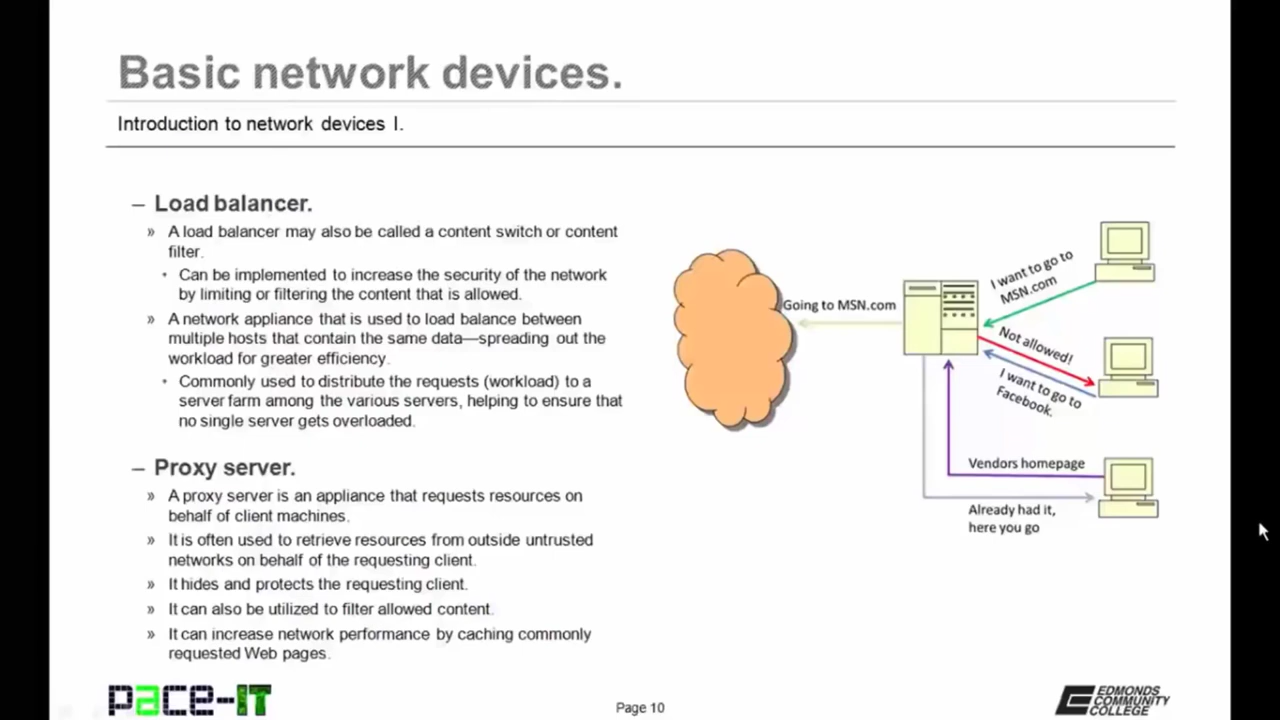 Basic network devices.
Introduction to network devices I.
– Load balancer.
» A load balancer may also be called a content switch or content
filter.
• Can be implemented to increase the security of the network
by limiting or filtering the content that is allowed.
» A network appliance that is used to load balance between
multiple hosts that contain the same data—spreading out the
workload for greater efficiency.
• Commonly used to distribute the requests (workload) to a
server farm among the various servers, helping to ensure that
no single server gets overloaded.
– Proxy server.
» A proxy server is an appliance that requests resources on
behalf of client machines.
» It is often used to retrieve resources from outside untrusted
networks on behalf of the requesting client.
» It hides and protects the requesting client.
» It can also be utilized to filter allowed content.
» It can increase network performance by caching commonly
requested Web pages.
Going to MSN.com
I want to go to
MSN.com
Not allowed!
I want to go to
Facebook.
Vendors homepage
Already had it,
here you go
PACE-IT
Page 10
EDMONDS
COMMUNITY
COLLEGE